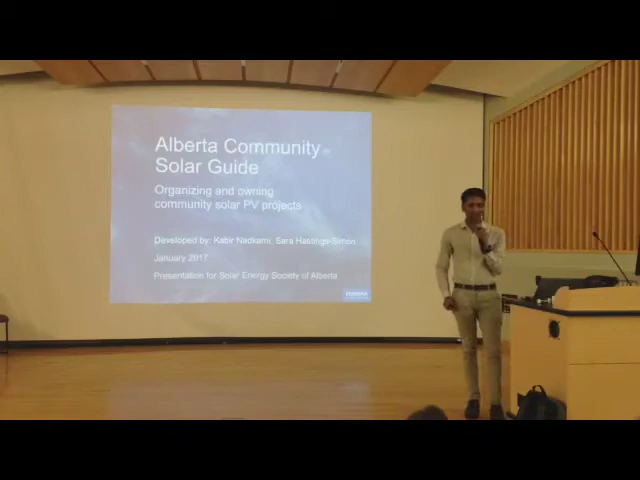 Alberta Community
Solar Guide
Organizing and owning
community solar PV projects
Developed by: Kabir Nadkarni, Sara Hastings-Simon
January 2017
Presentation for Solar Energy Society of Alberta